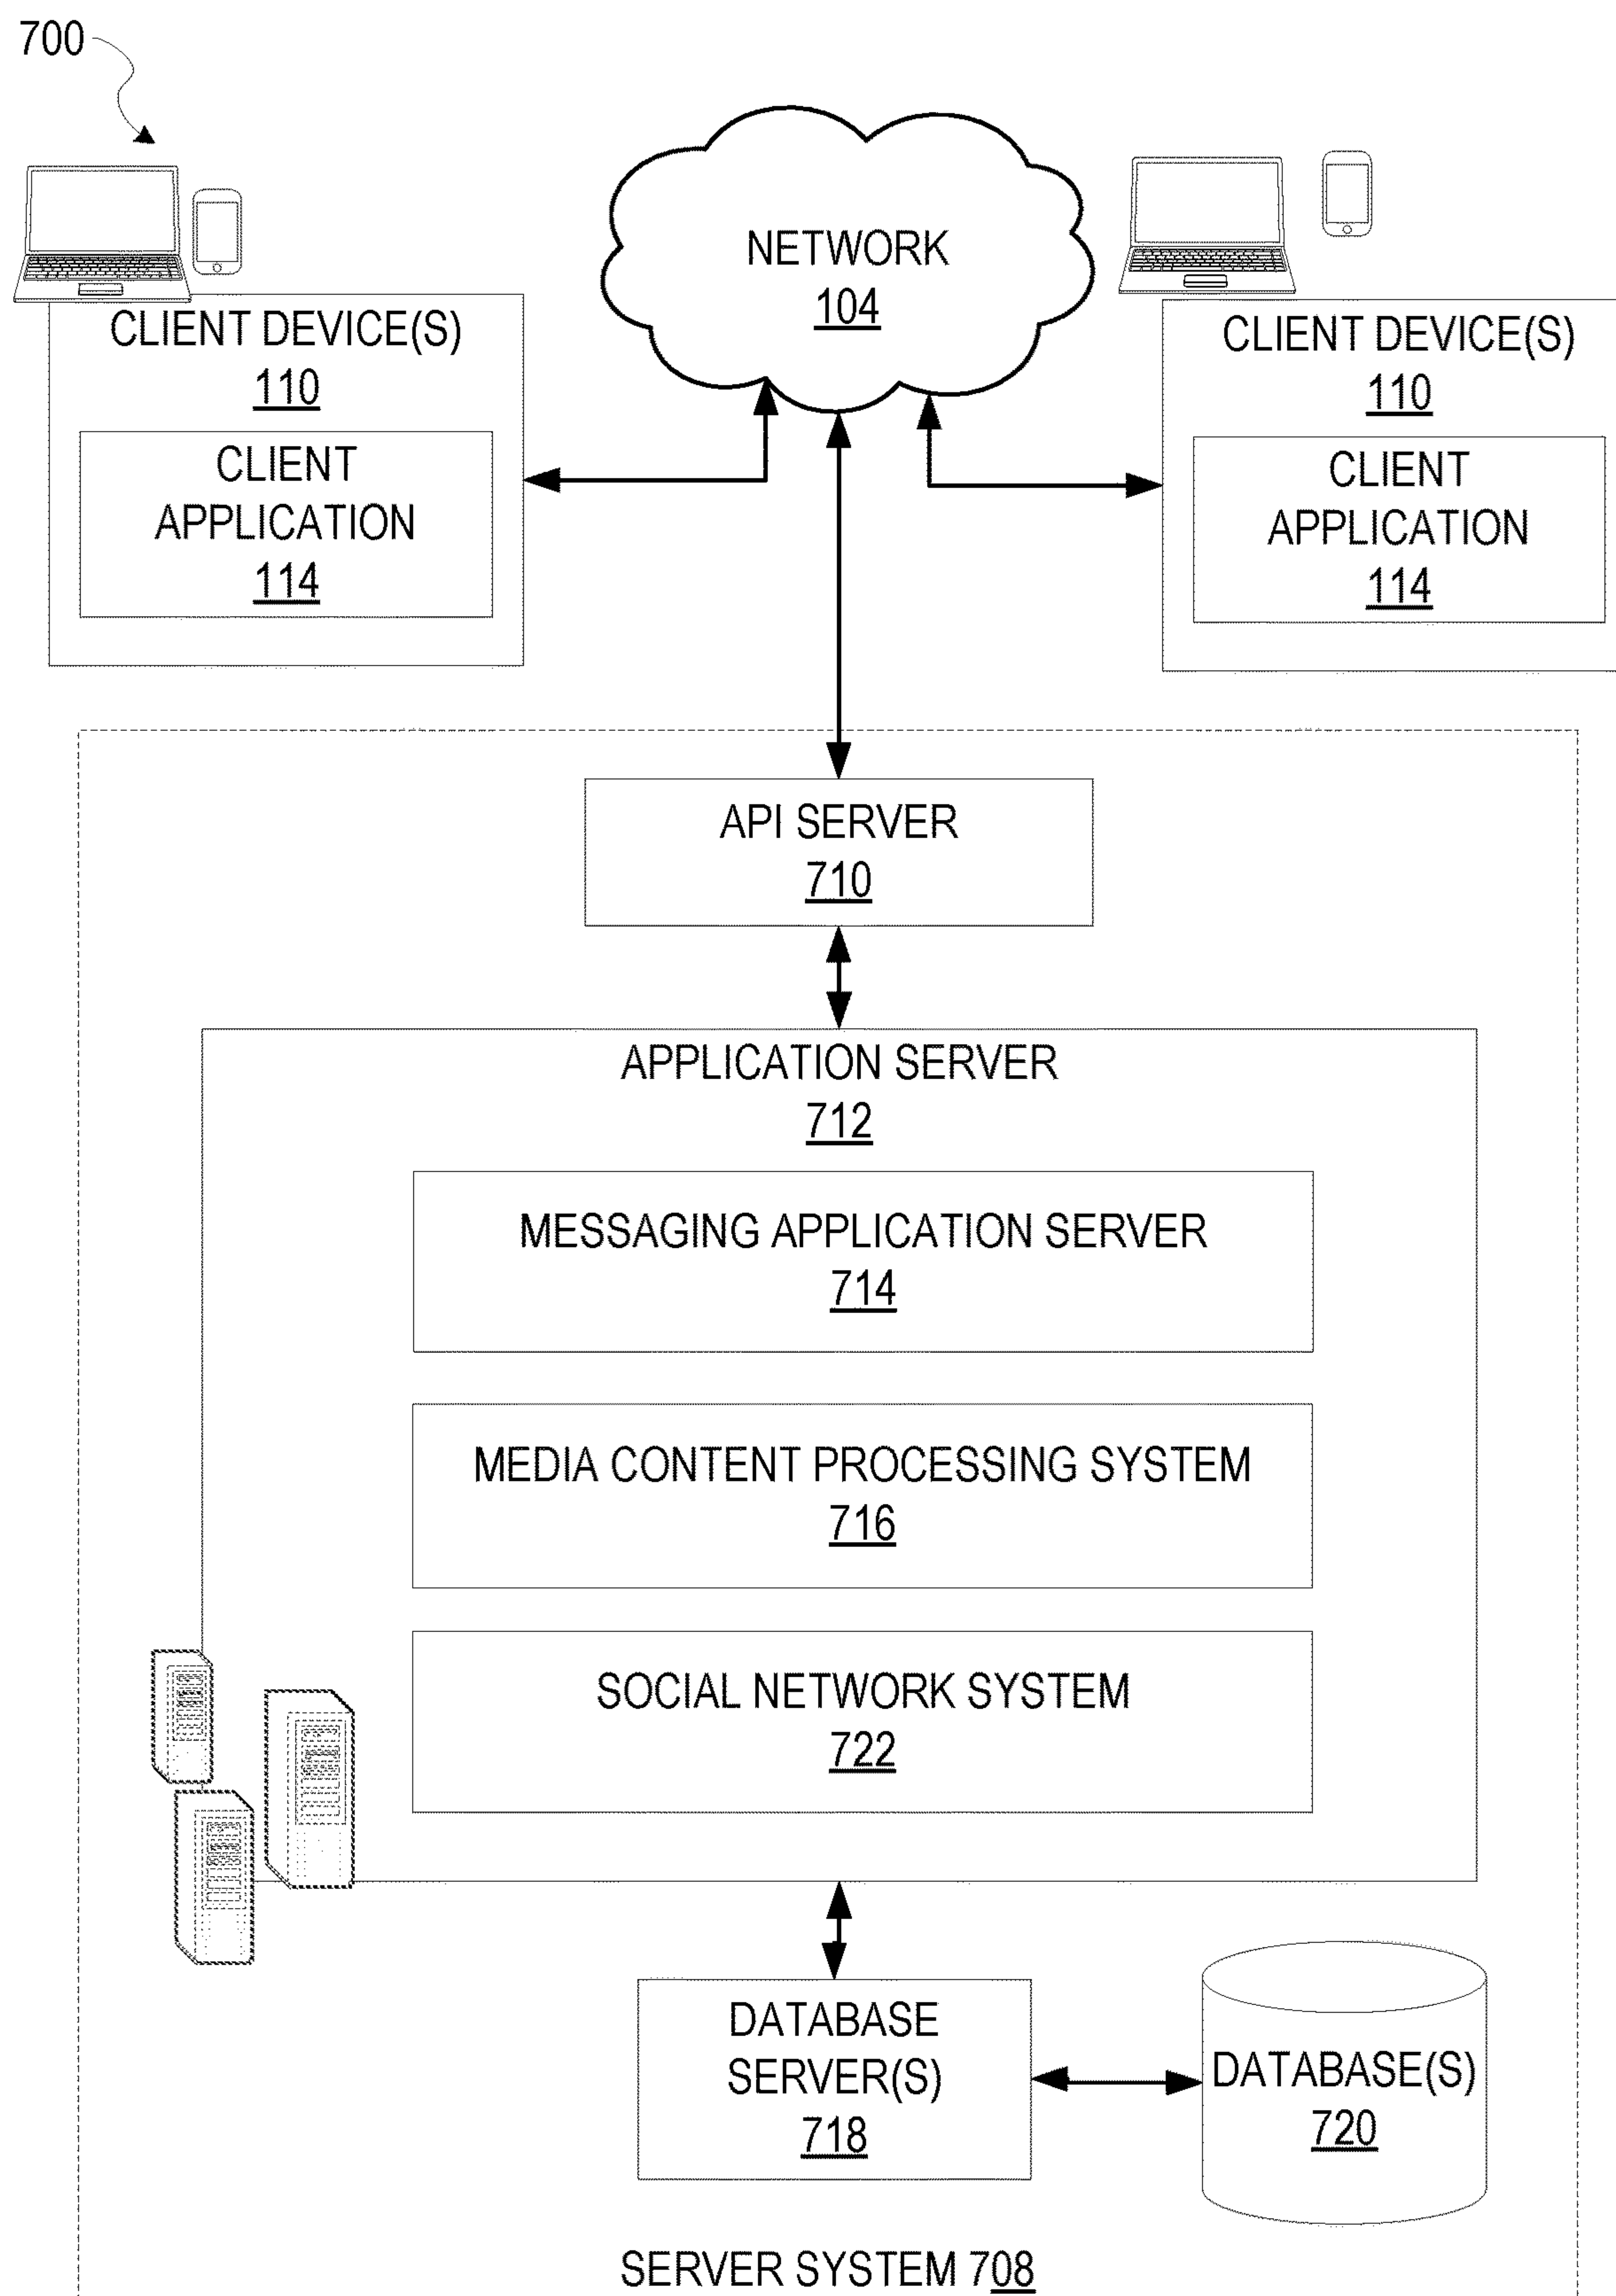 700
NETWORK
104
CLIENT DEVICE(S)
110
CLIENT
APPLICATION
114
CLIENT DEVICE(S)
110
CLIENT
APPLICATION
114
API SERVER
710
APPLICATION SERVER
712
MESSAGING APPLICATION SERVER
714
MEDIA CONTENT PROCESSING SYSTEM
716
SOCIAL NETWORK SYSTEM
722
DATABASE
SERVER(S)
718
DATABASE(S)
720
SERVER SYSTEM 708